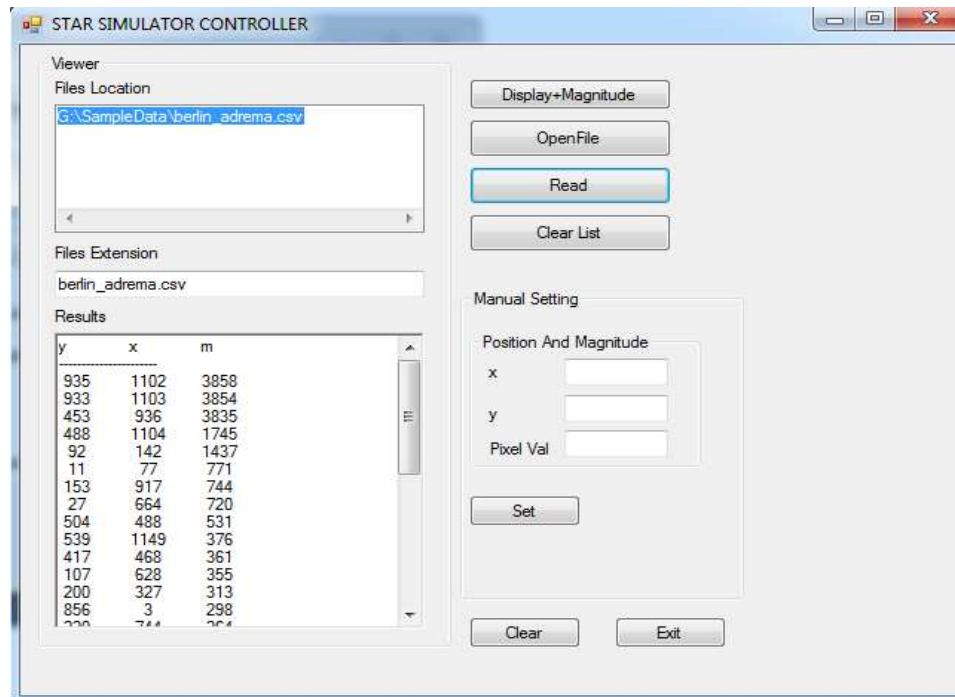 STAR SIMULATOR CONTROLLER
Viewer
Files Location
G:\SampleData\berlin_adrema.csv
Files Extension
berlin_adrema.csv
Results
y x m
----------------------
935 1102 3858
933 1103 3854
453 936 3835
488 1104 1745
92 142 1437
11 77 771
153 917 744
27 664 720
504 488 531
539 1149 376
417 468 361
107 628 355
200 327 313
856 3 298
Display+Magnitude
OpenFile
Read
Clear List
Manual Setting
Position And Magnitude
x
y
Pixel Val
Set
Clear Exit